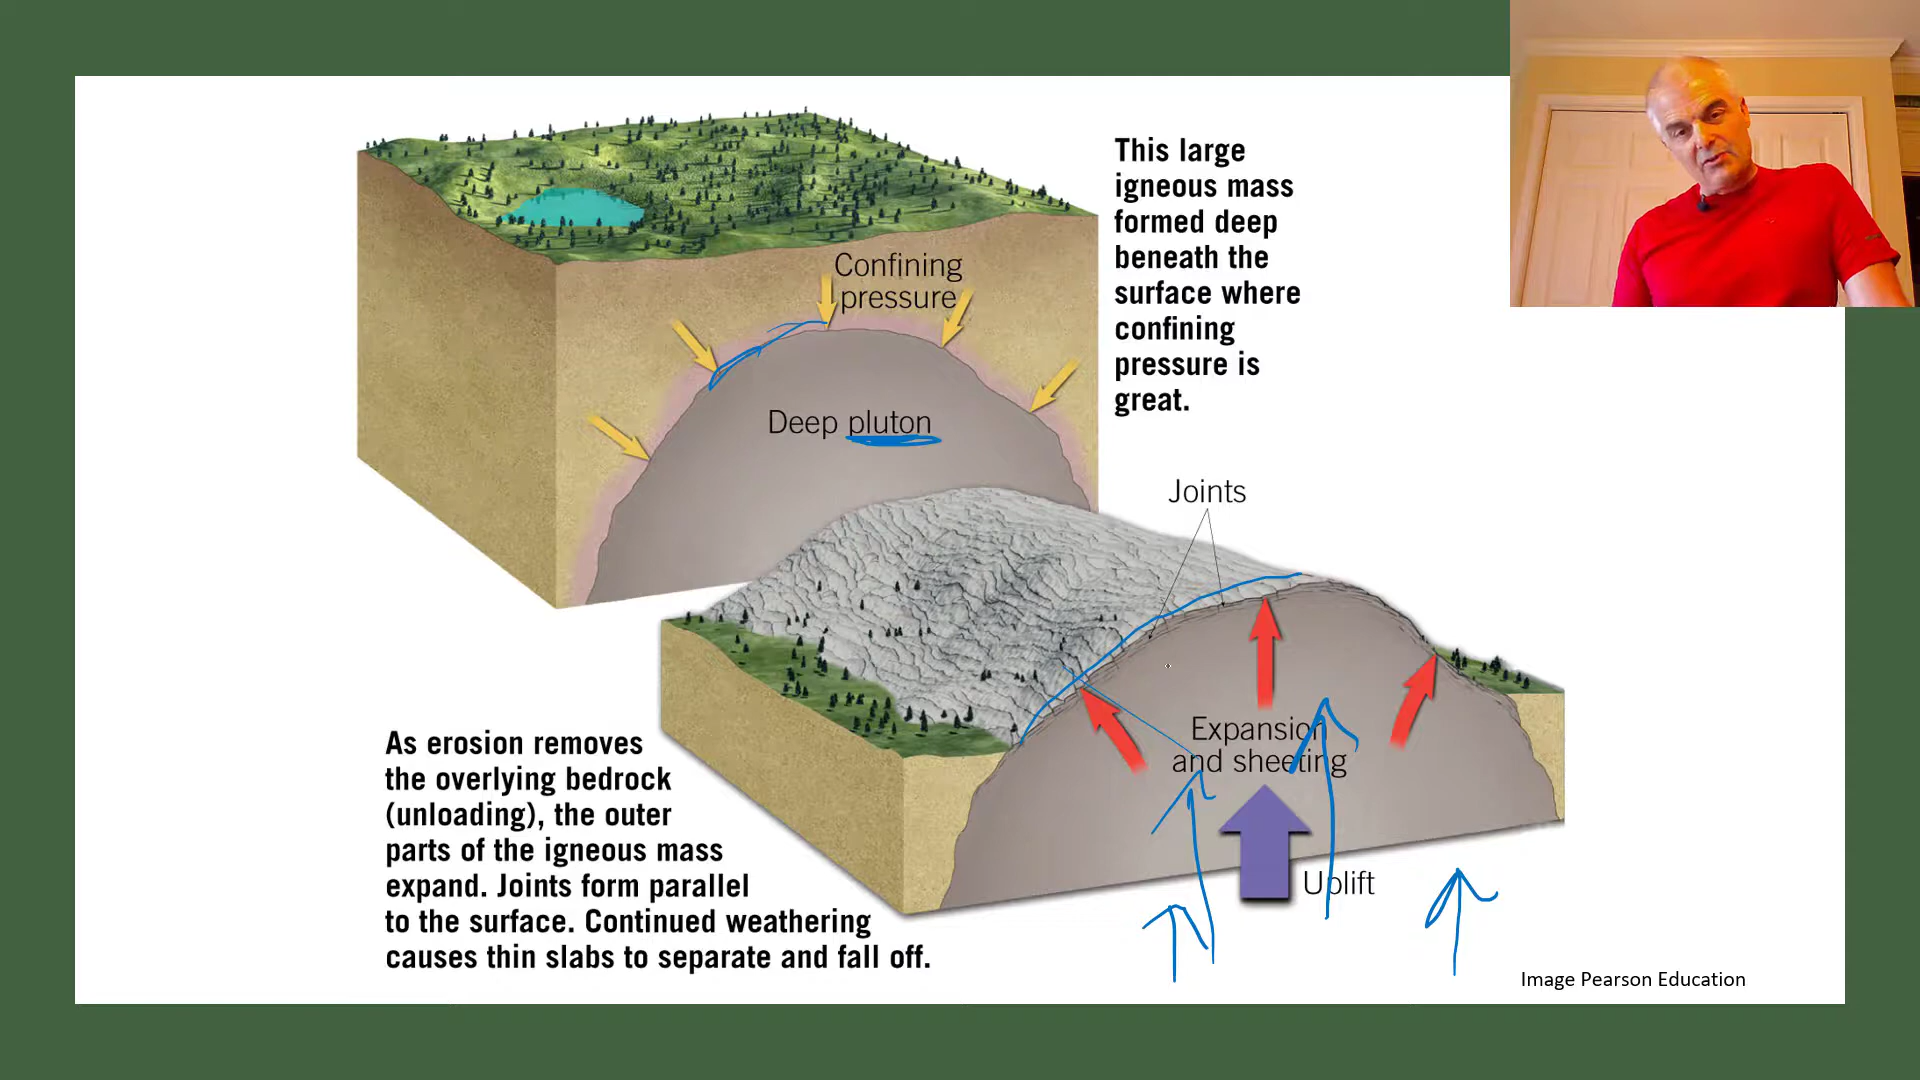 This large
igneous mass
formed deep
beneath the
surface where
confining
pressure is
great.
Confining
pressure
Deep pluton
Joints
Expansion
and sheeting
Uplift
As erosion removes
the overlying bedrock
(unloading), the outer
parts of the igneous mass
expand. Joints form parallel
to the surface. Continued weathering
causes thin slabs to separate and fall off.
Image Pearson Education